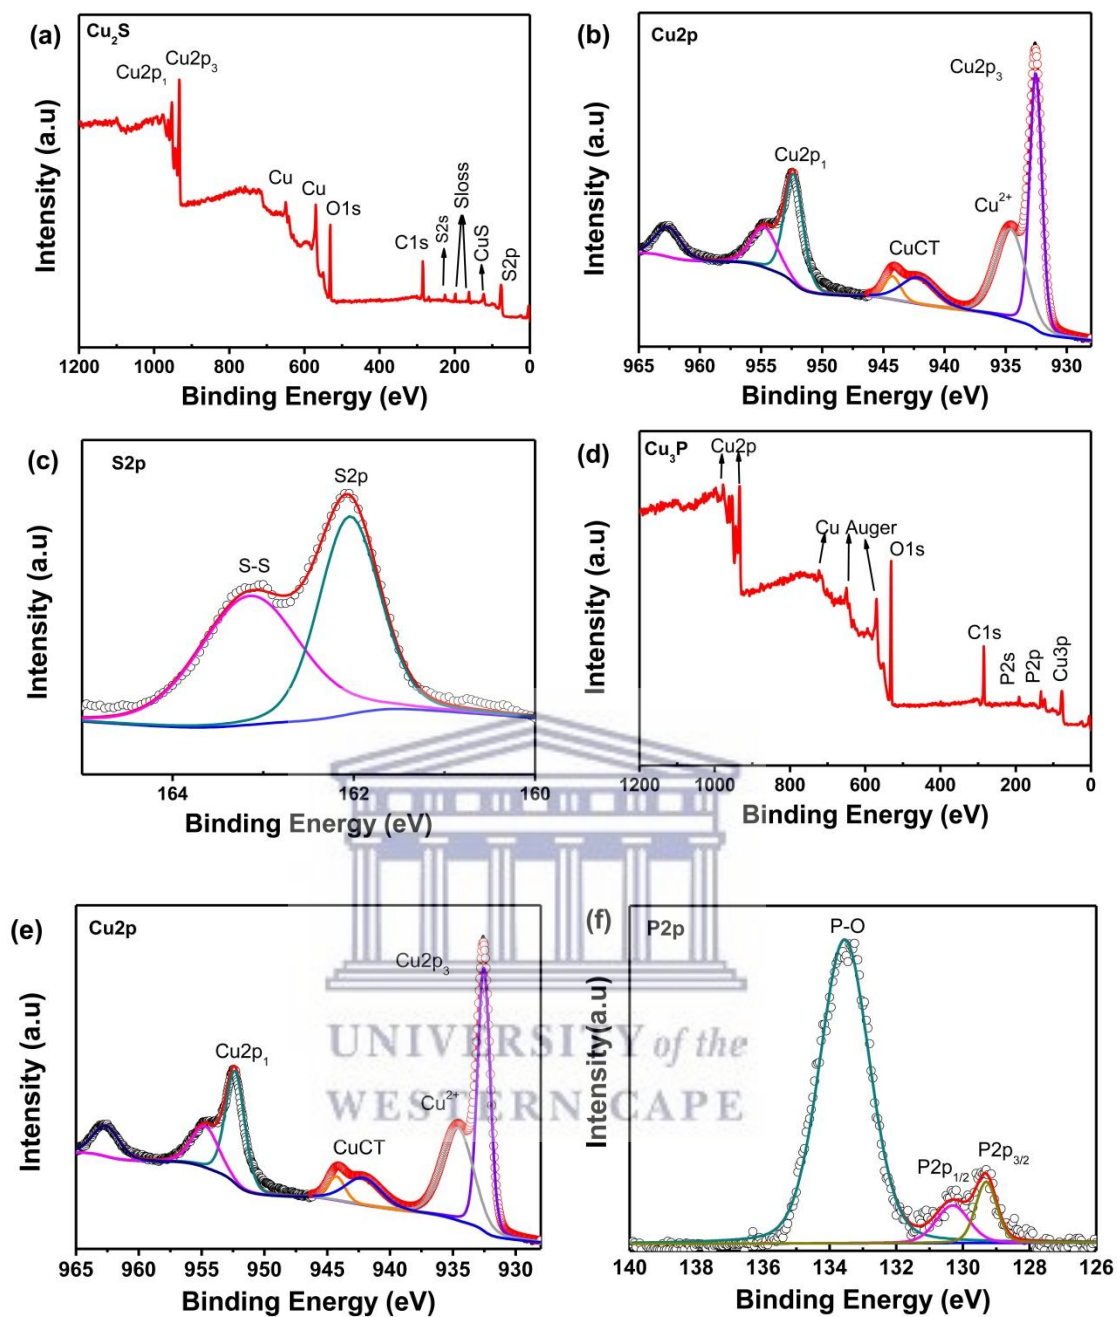 (a)
Cu₂S
Cu2p₁
Cu2p₃
Cu
Cu
O1s
C1s
S2s
Sloss
CuS
S2p
Intensity (a.u)
1200 1000 800 600 400 200 0
Binding Energy (eV)
(b)
Cu2p
Cu2p₃
Cu2p₁
Cu²⁺
CuCT
Intensity (a.u)
965 960 955 950 945 940 935 930
Binding Energy (eV)
(c)
S2p
S2p
S-S
Intensity (a.u)
164 162 160
Binding Energy (eV)
(d)
Cu₃P
Cu2p
Cu Auger
O1s
C1s
P2s
P2p
Cu3p
Intensity (a.u)
1200 1000 800 600 400 200 0
Binding Energy (eV)
(e)
Cu2p
Cu2p₃
Cu2p₁
Cu²⁺
CuCT
Intensity (a.u)
965 960 955 950 945 940 935 930
Binding Energy (eV)
(f)
P2p
P-O
P2p₁/₂
P2p₃/₂
Intensity(a.u)
140 138 136 134 132 130 128 126
Binding Energy (eV)
UNIVERSITY of the
WESTERN CAPE